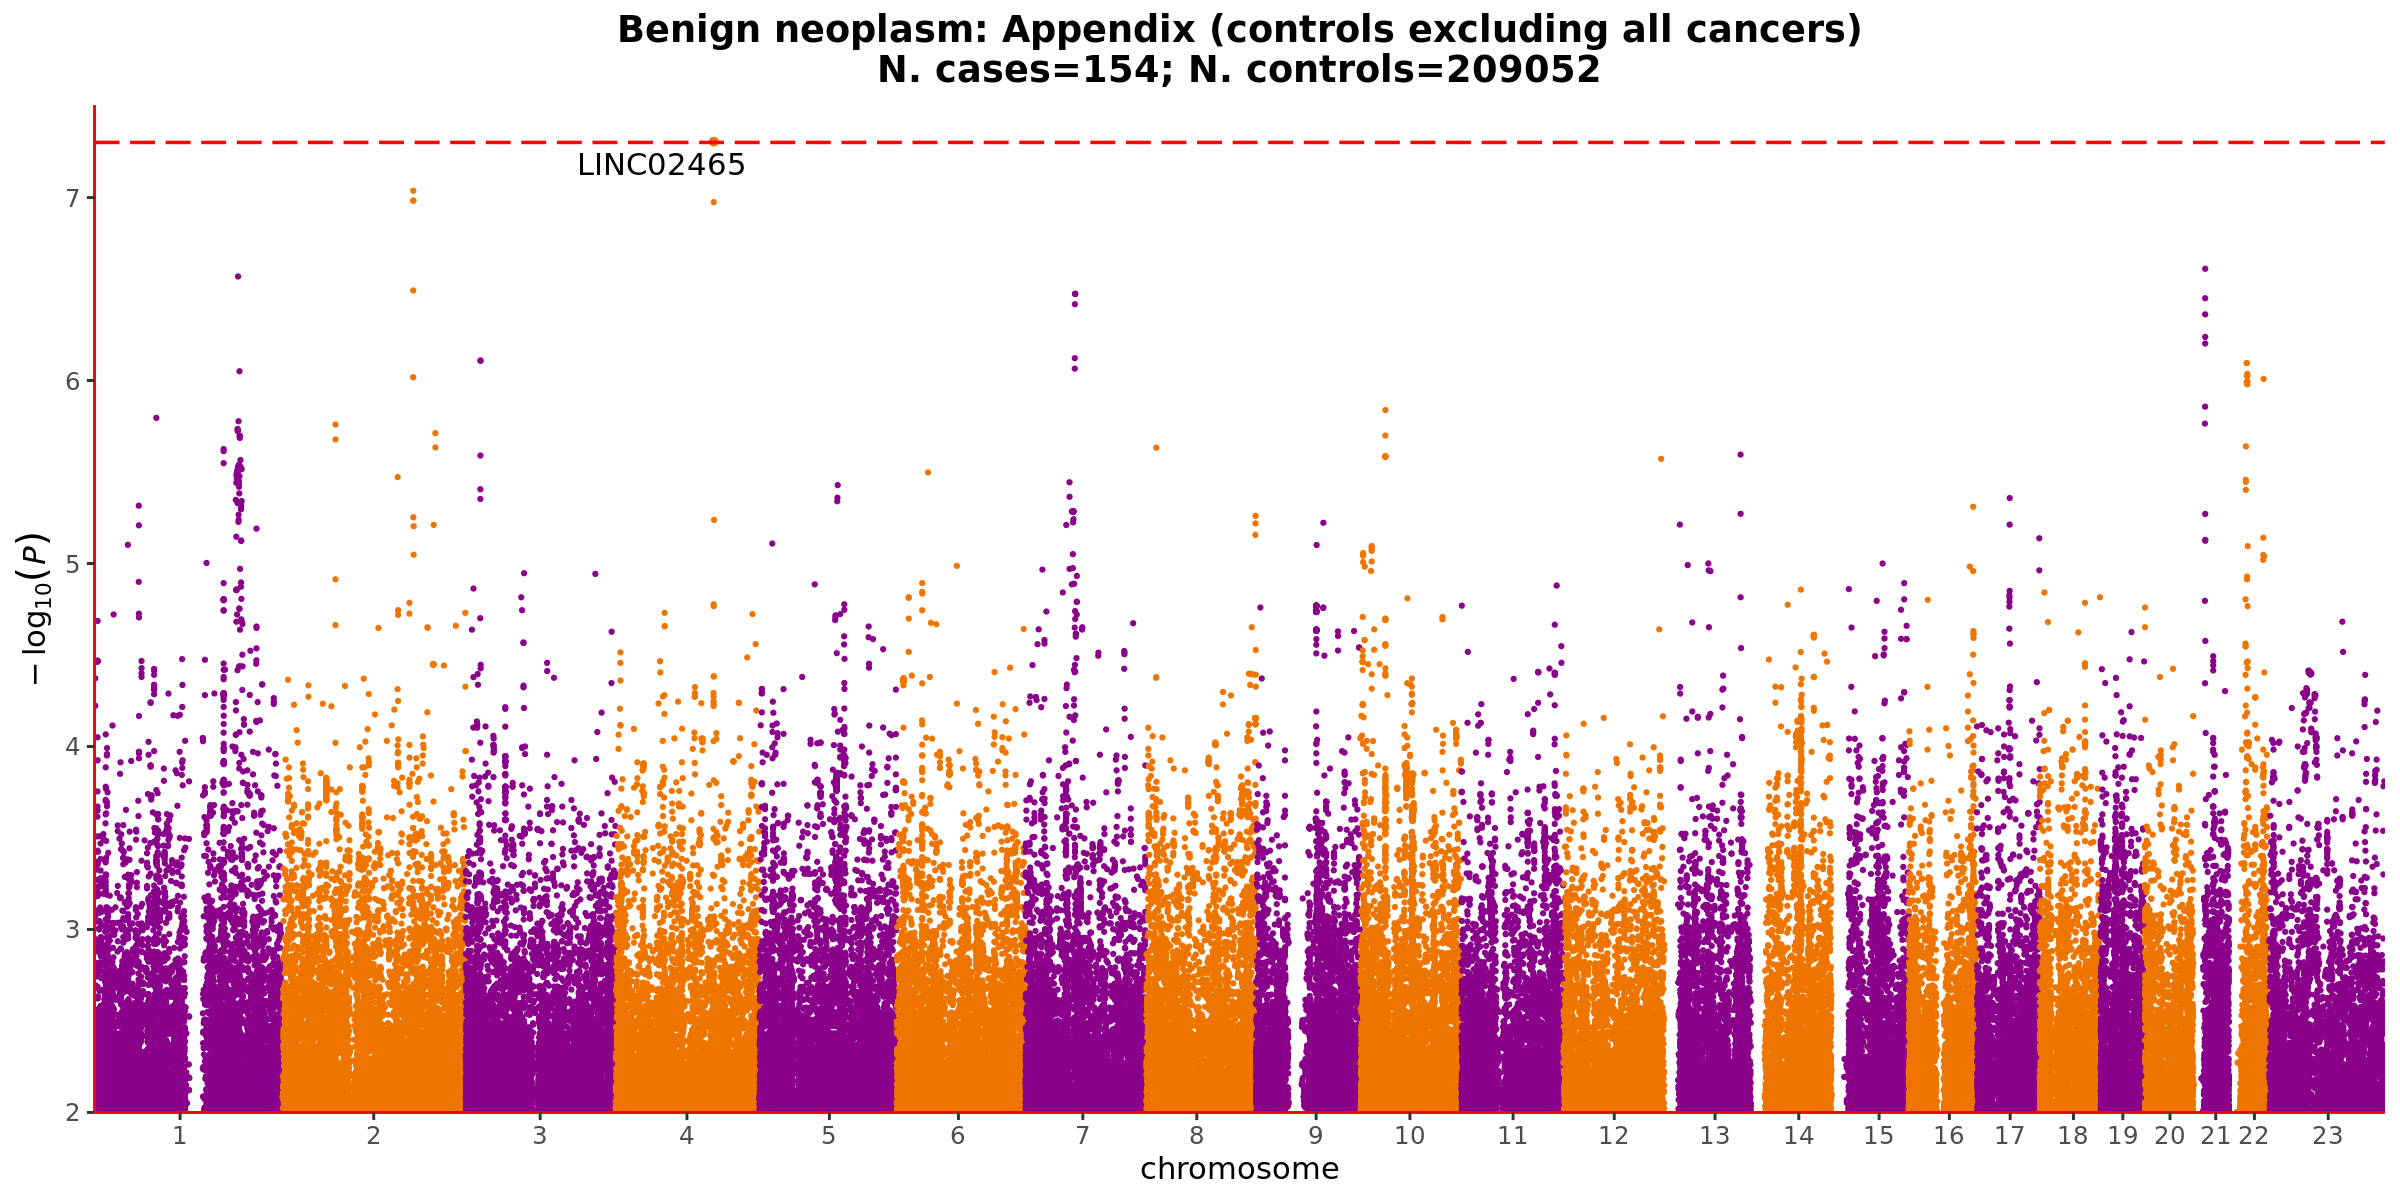 Benign neoplasm: Appendix (controls excluding all cancers)
N. cases=154; N. controls=209052
LINC02465
7
6
5
4
3
2
− log10(P)
1 2 3 4 5 6 7 8 9 10 11 12 13 14 15 16 17 18 19 20 21 22 23
chromosome